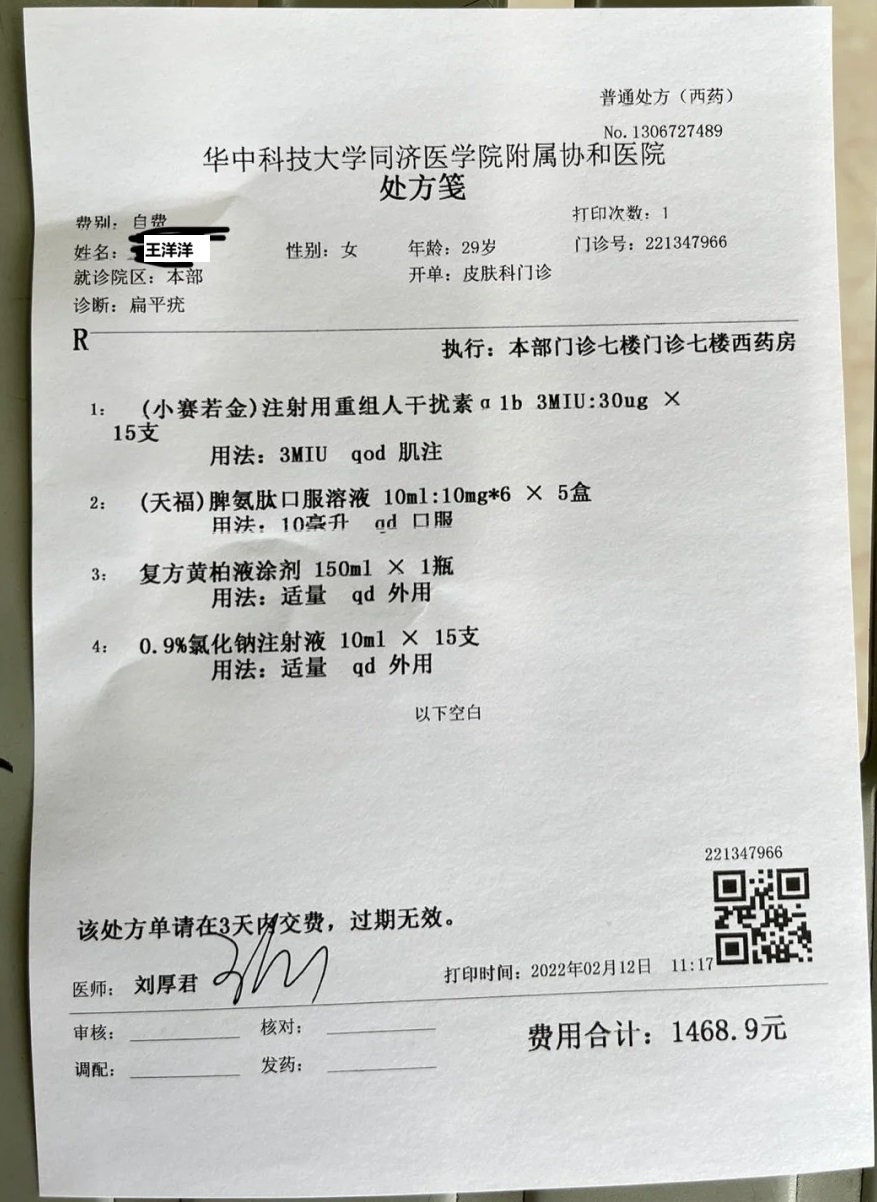 普通处方（西药）
No.1306727489
华中科技大学同济医学院附属协和医院
处方笺
费别：自费
打印次数：1
姓名： 王洋洋 性别：女 年龄：29岁 门诊号：221347966
就诊院区：本部 开单：皮肤科门诊
诊断：扁平疣
R 执行：本部门诊七楼门诊七楼西药房
1: (小赛若金)注射用重组人干扰素α1b 3MIU:30ug ×
15支
用法：3MIU qod 肌注
2: (天福)脾氨肽口服溶液 10ml:10mg*6 × 5盒
用法：10毫升 qd 口服
3: 复方黄柏液涂剂 150ml × 1瓶
用法：适量 qd 外用
4: 0.9%氯化钠注射液 10ml × 15支
用法：适量 qd 外用
以下空白
221347966
该处方单请在3天内交费，过期无效。
医师： 刘厚君 打印时间：2022年02月12日 11:17
审核： 核对： 费用合计：1468.9元
调配： 发药：